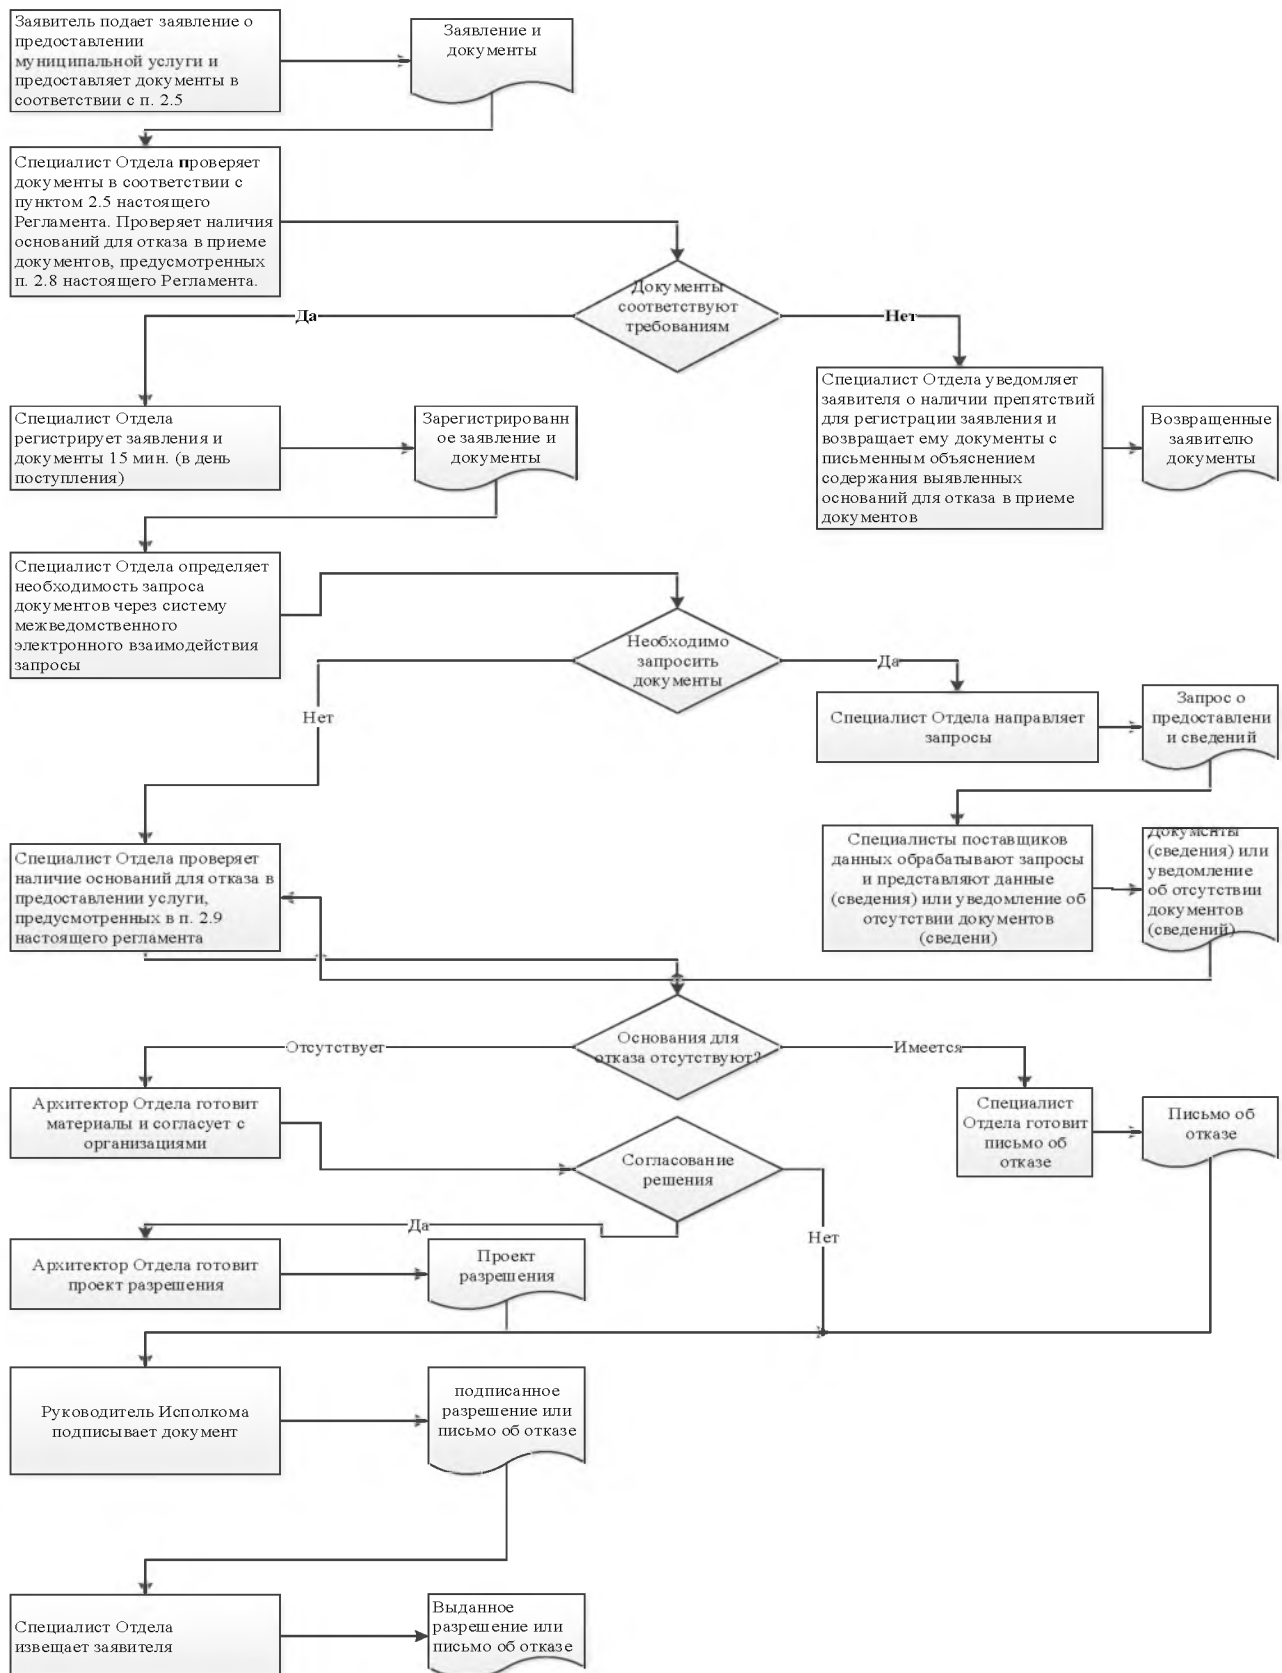 Заявитель подает заявление о
предоставлении
муниципальной услуги и
предоставляет документы в
соответствии с п. 2.5
Заявление и
документы
Специалист Отдела проверяет
документы в соответствии с
пунктом 2.5 настоящего
Регламента. Проверяет наличия
оснований для отказа в приеме
документов, предусмотренных
п. 2.8 настоящего Регламента.
Документы
соответствуют
требованиям
Да
Нет
Специалист Отдела
регистрирует заявления и
документы 15 мин. (в день
поступления)
Зарегистрированн
ое заявление и
документы
Специалист Отдела уведомляет
заявителя о наличии препятствий
для регистрации заявления и
возвращает ему документы с
письменным объяснением
содержания выявленных
оснований для отказа в приеме
документов
Возвращенные
заявителю
документы
Специалист Отдела определяет
необходимость запроса
документов через систему
межведомственного
электронного взаимодействия
запросы
Необходимо
запросить
документы
Да
Нет
Специалист Отдела направляет
запросы
Запрос о
предоставлени
и сведений
Специалист Отдела проверяет
наличие оснований для отказа в
предоставлении услуги,
предусмотренных в п. 2.9
настоящего регламента
Специалисты поставщиков
данных обрабатывают запросы
и представляют данные
(сведения) или уведомление об
отсутствии документов
(сведени)
Документы
(сведения) или
уведомление
об отсутствии
документов
(сведений)
Основания для
отказа отсутствуют?
Отсутствует
Имеется
Архитектор Отдела готовит
материалы и согласует с
организациями
Специалист
Отдела готовит
письмо об
отказе
Письмо об
отказе
Согласование
решения
Да
Нет
Архитектор Отдела готовит
проект разрешения
Проект
разрешения
Руководитель Исполкома
подписывает документ
подписанное
разрешение или
письмо об отказе
Специалист Отдела
извещает заявителя
Выданное
разрешение или
письмо об отказе